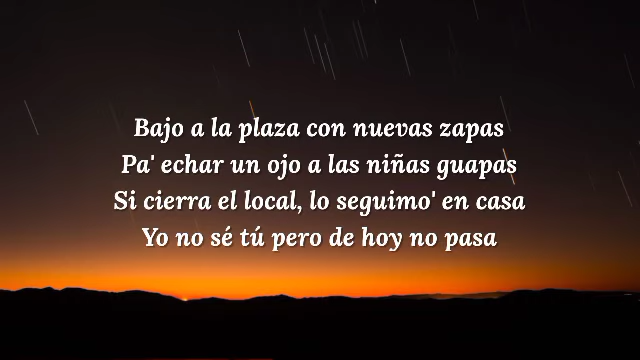 Bajo a la plaza con nuevas zapas
Pa' echar un ojo a las niñas guapas
Si cierra el local, lo seguimo' en casa
Yo no sé tú pero de hoy no pasa